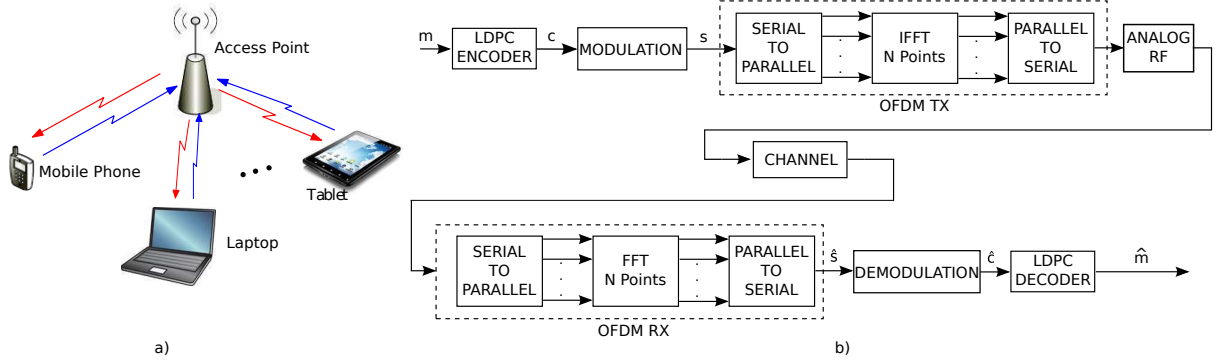 Access Point
Mobile Phone
Tablet
Laptop
a)
m
LDPC
ENCODER
c
MODULATION
s
SERIAL
TO
PARALLEL
IFFT
N Points
PARALLEL
TO
SERIAL
OFDM TX
ANALOG
RF
CHANNEL
SERIAL
TO
PARALLEL
FFT
N Points
PARALLEL
TO
SERIAL
OFDM RX
ŝ
DEMODULATION
ĉ
LDPC
DECODER
m̂
b)